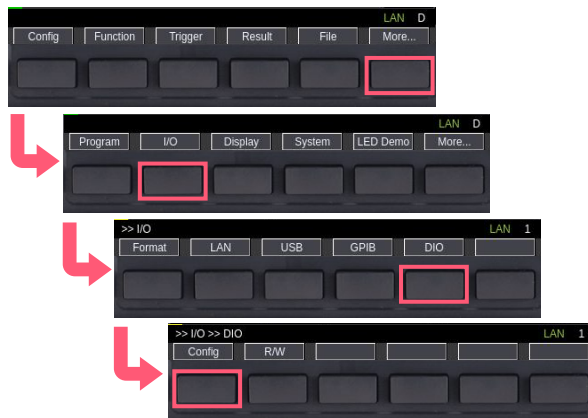 LAN D
Config Function Trigger Result File More...
LAN D
Program I/O Display System LED Demo More...
>> I/O LAN 1
Format LAN USB GPIB DIO
>> I/O >> DIO LAN 1
Config R/W